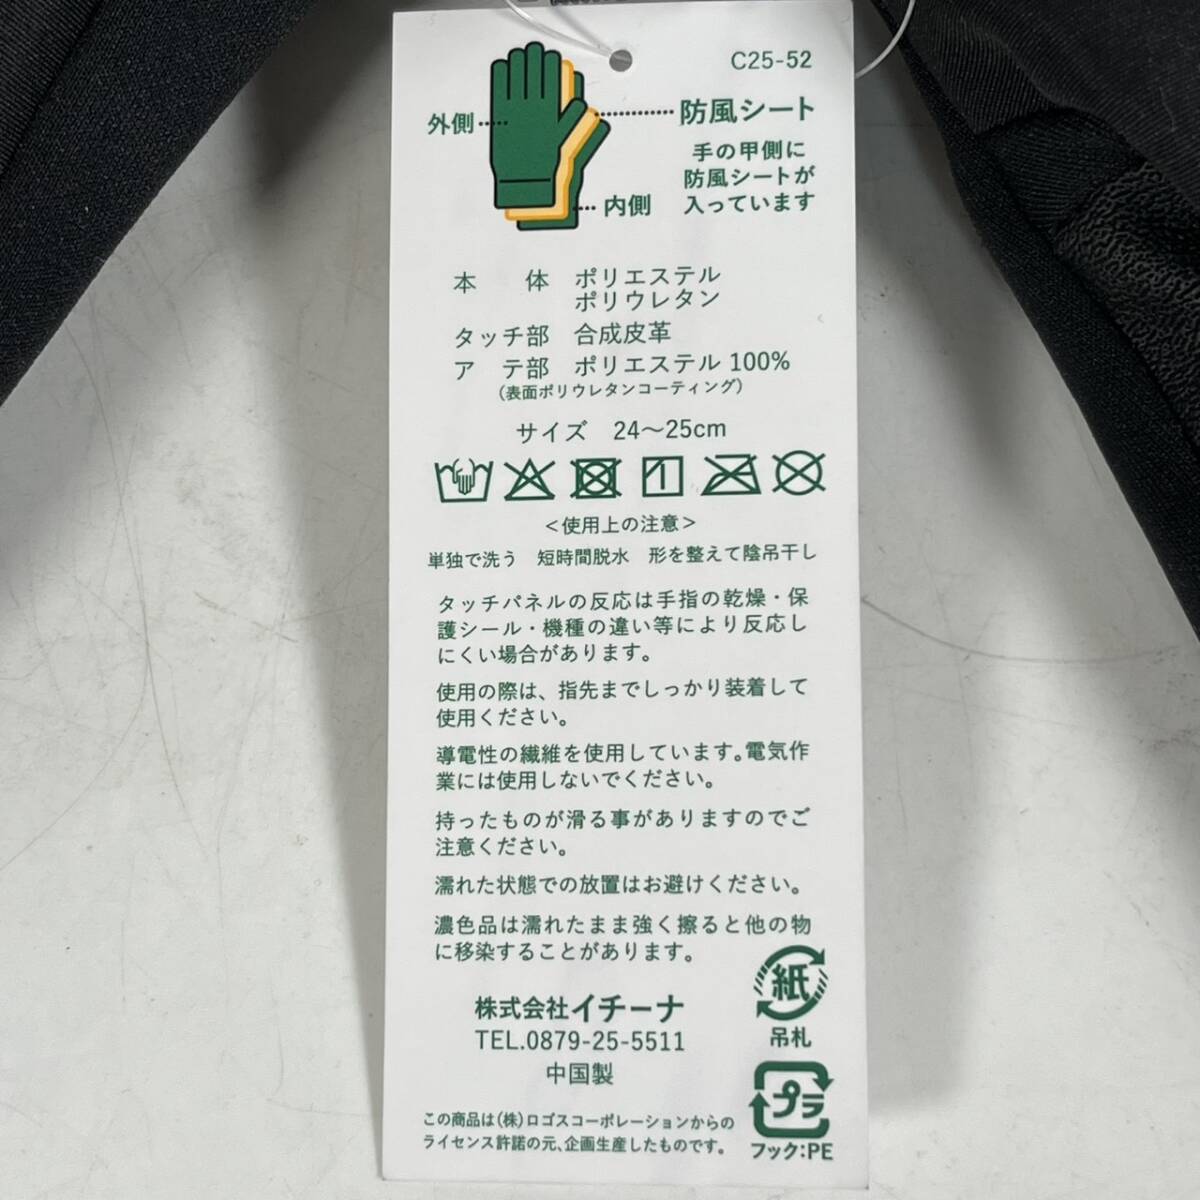 C25-52
外側
防風シート
手の甲側に
防風シートが
入っています
内側
本　体　ポリエステル
ポリウレタン
タッチ部　合成皮革
ア　テ部　ポリエステル 100%
(表面ポリウレタンコーティング)
サイズ　24～25cm
＜使用上の注意＞
単独で洗う　短時間脱水　形を整えて陰吊干し
タッチパネルの反応は手指の乾燥・保
護シール・機種の違い等により反応し
にくい場合があります。
使用の際は、指先までしっかり装着して
使用ください。
導電性の繊維を使用しています。電気作
業には使用しないでください。
持ったものが滑る事がありますのでご
注意ください。
濡れた状態での放置はお避けください。
濃色品は濡れたまま強く擦ると他の物
に移染することがあります。
紙
吊札
株式会社イチーナ
TEL.0879-25-5511
中国製
プラ
フック:PE
この商品は(株)ロゴスコーポレーションからの
ライセンス許諾の元、企画生産したものです。